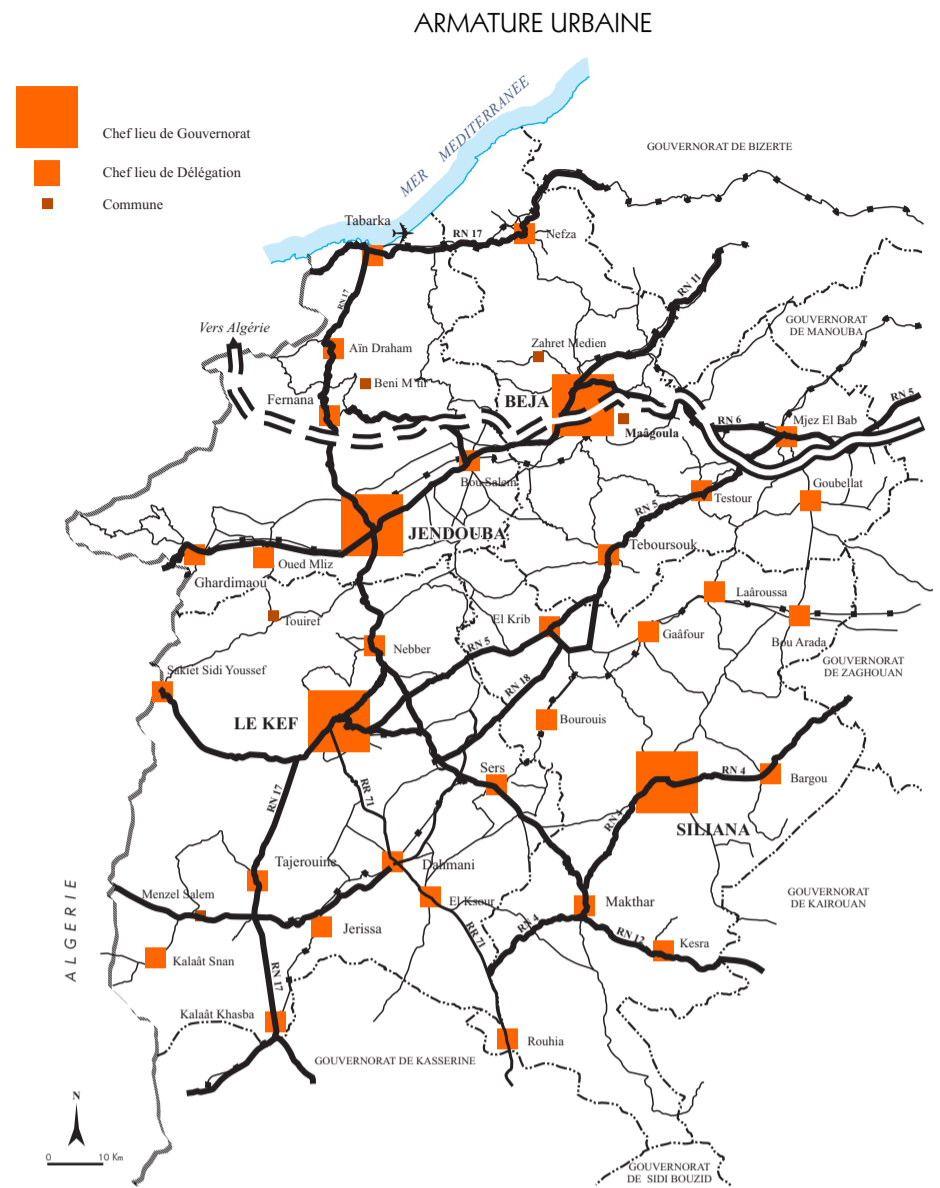 ARMATURE URBAINE
Chef lieu de Gouvernorat
Chef lieu de Délégation
Commune
MER MEDITERRANEE
GOUVERNORAT DE BIZERTE
Tabarka
RN 17
Nefza
RN 17
RN 11
GOUVERNORAT
DE MANOUBA
Vers Algérie
Aïn Draham
Zahret Medien
Beni M'tir
Fernana
BEJA
Maâgoula
RN 6
Mjez El Bab
RN 5
Bou Salem
Goubellat
Testour
RN 5
JENDOUBA
Teboursouk
Oued Mliz
Ghardimaou
Laâroussa
Touiref
El Krib
Gaâfour
Bou Arada
Nebber
RN 5
GOUVERNORAT
DE ZAGHOUAN
Sakiet Sidi Youssef
RN 18
LE KEF
Bourouis
Sers
RN 4
Bargou
RN 17
RR 71
RN 4
SILIANA
Tajerouine
Dahmani
Menzel Salem
El Ksour
Makthar
GOUVERNORAT
DE KAIROUAN
ALGERIE
Jerissa
RR 71
RN 4
RN 12
Kesra
Kalaât Snan
RN 17
Kalaât Khasba
Rouhia
GOUVERNORAT DE KASSERINE
N
0 10 Km
GOUVERNORAT
DE SIDI BOUZID